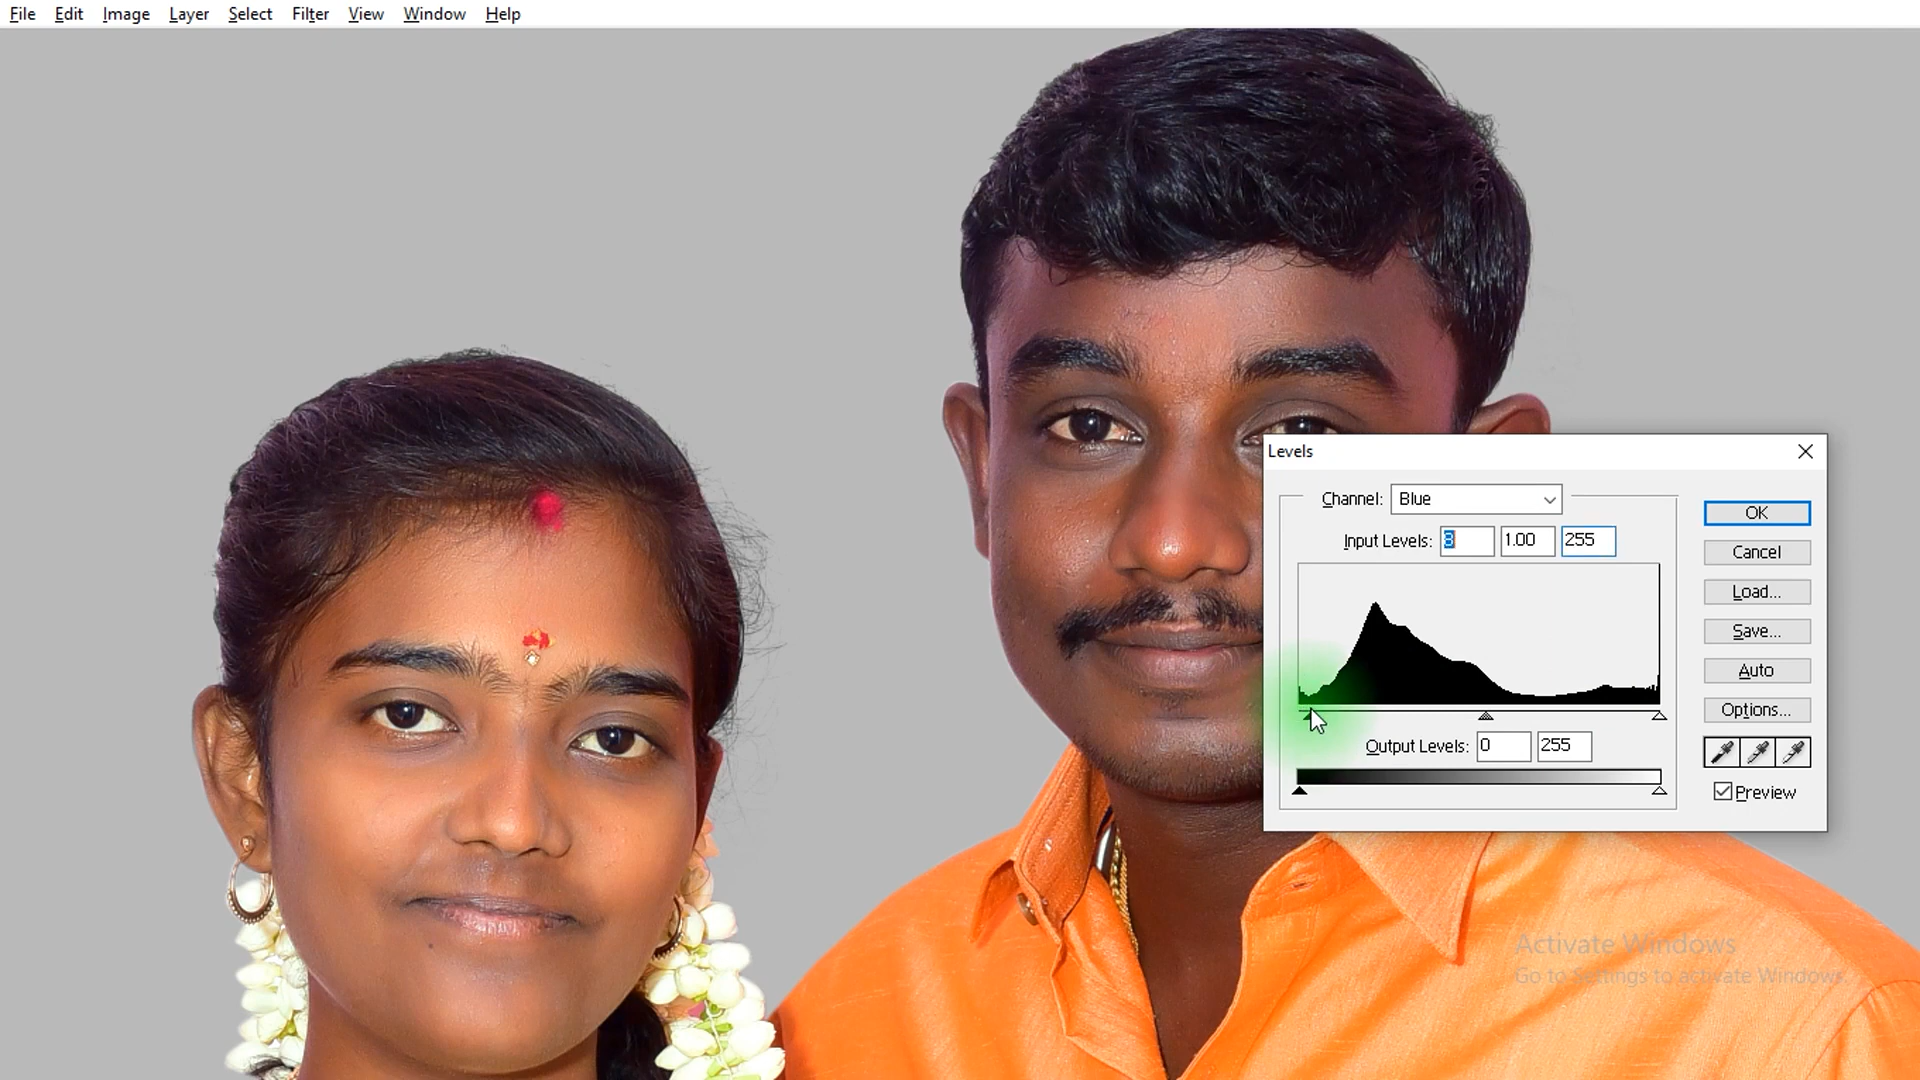 File Edit Image Layer Select Filter View Window Help
Levels
Channel: Blue
Input Levels: 8 1.00 255
Output Levels: 0 255
OK
Cancel
Load...
Save...
Auto
Options...
Preview
Activate Windows
Go to Settings to activate Windows.